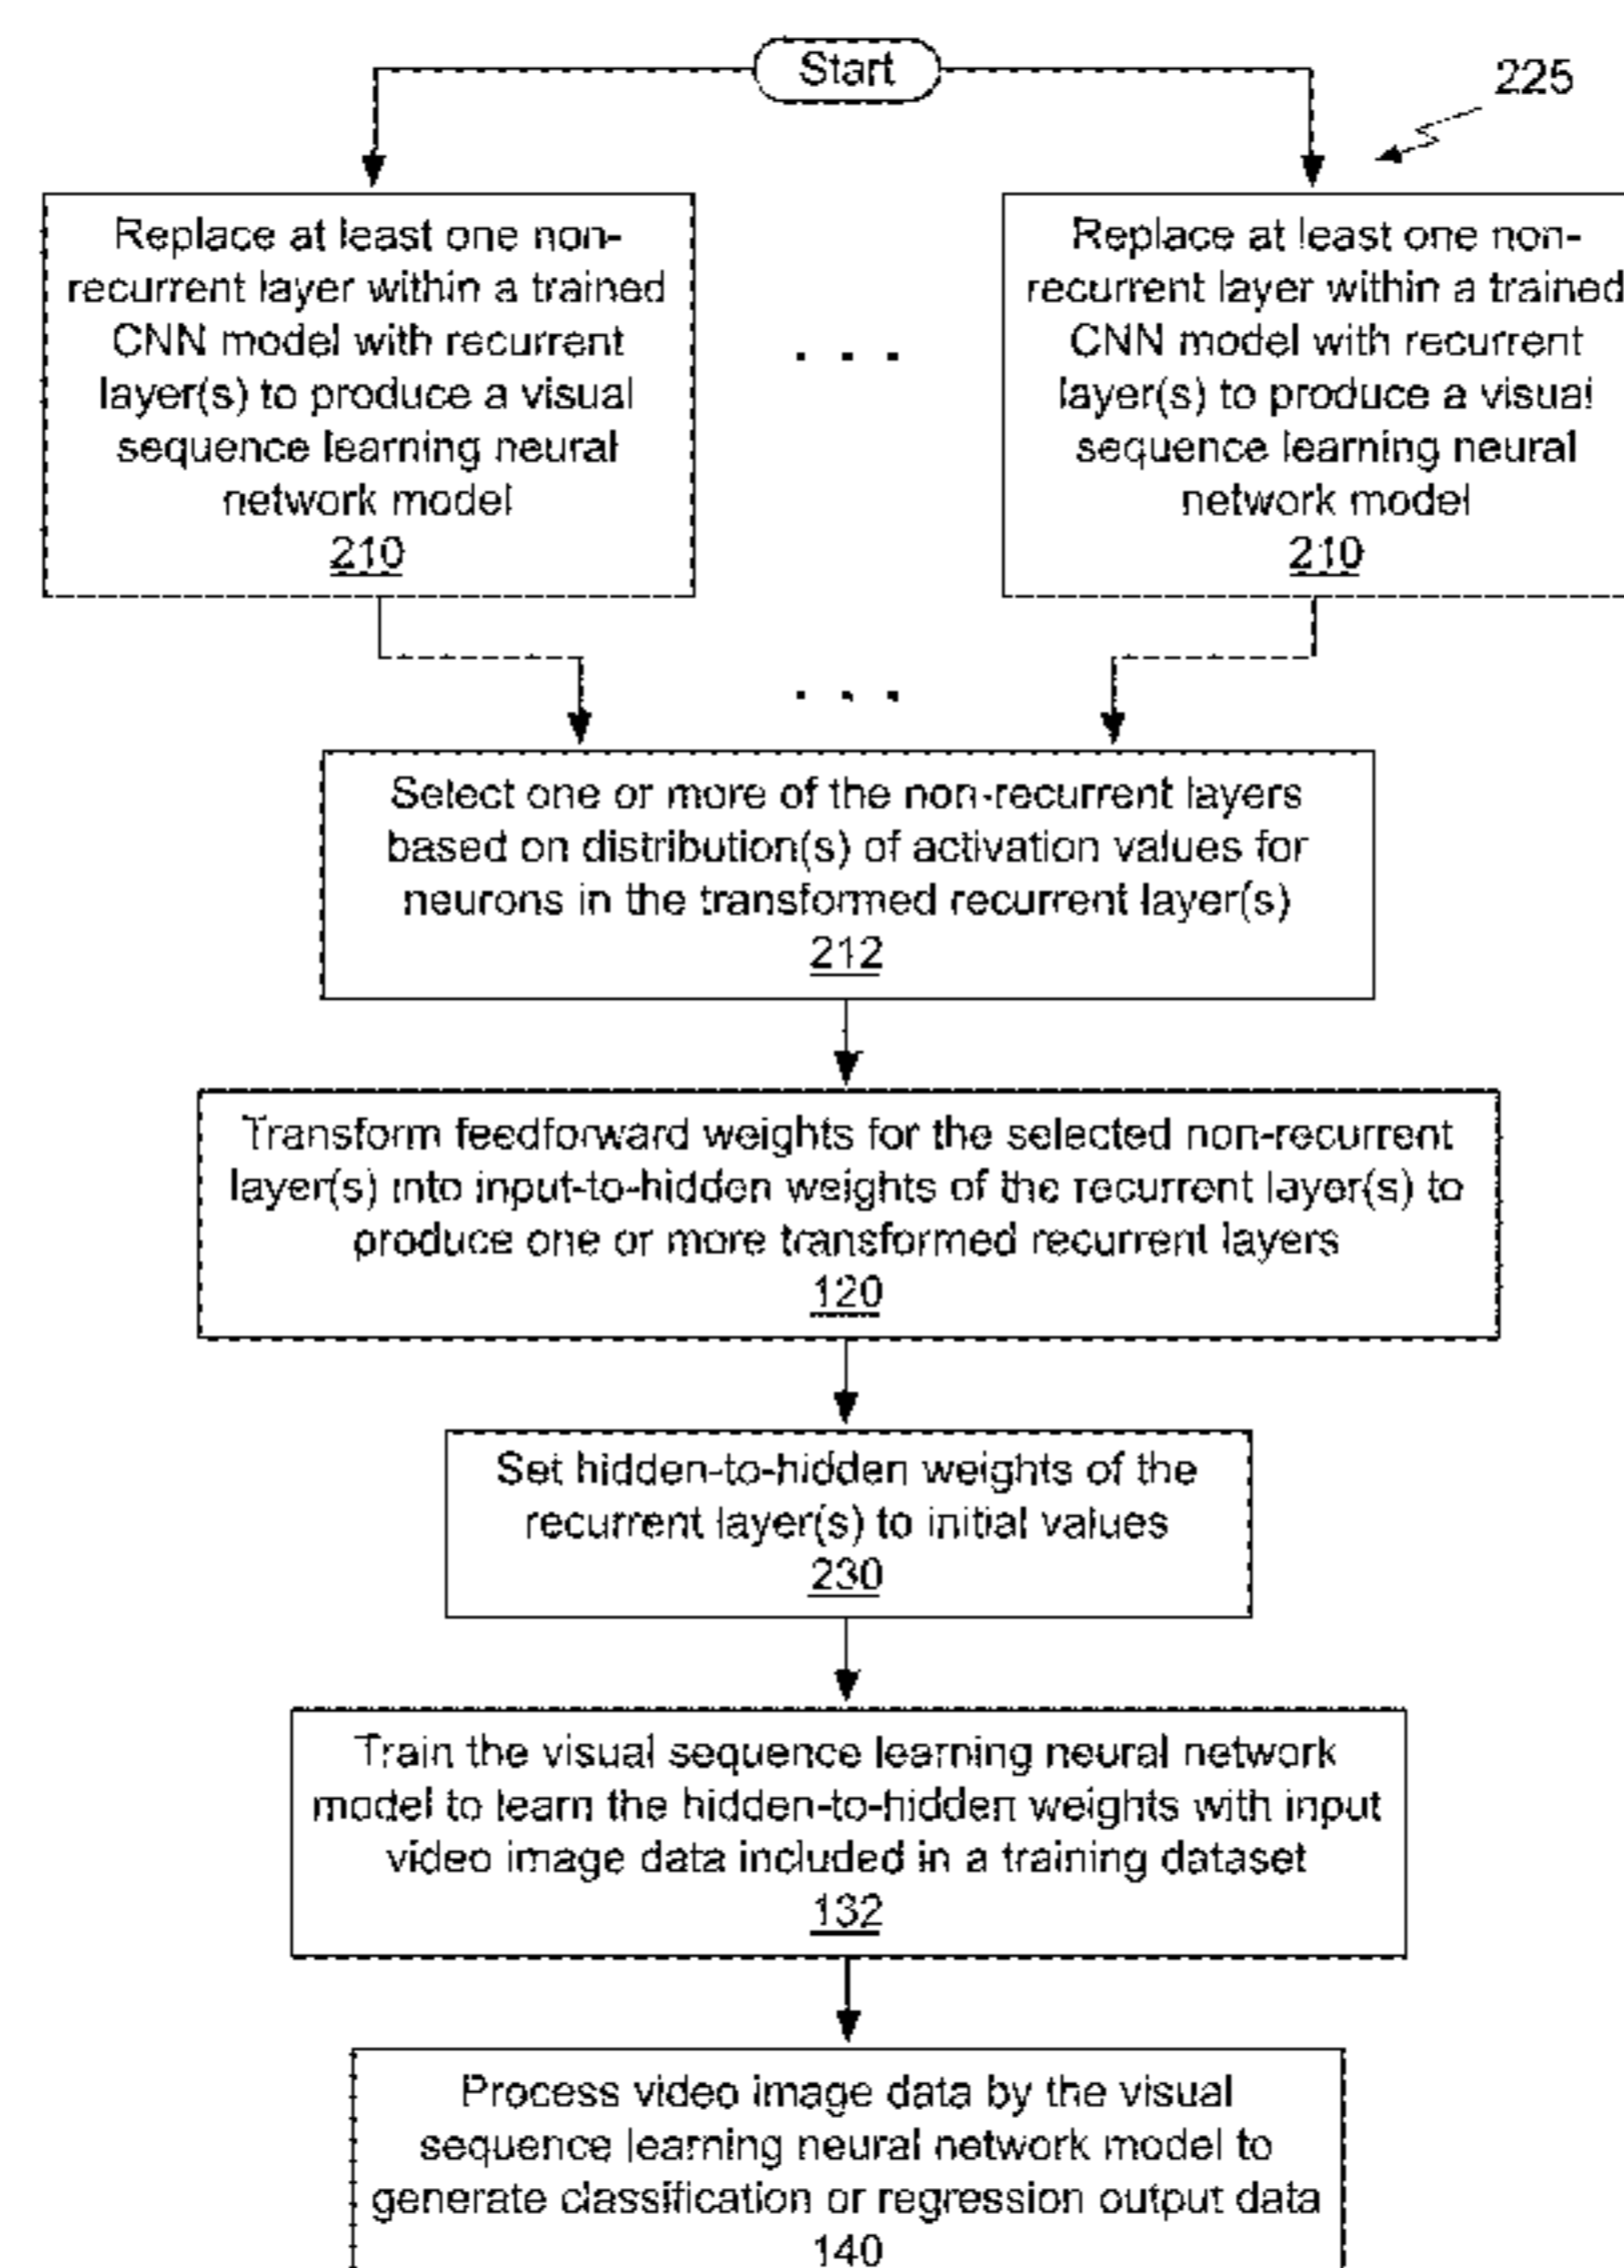 Start
225
Replace at least one non-
recurrent layer within a trained
CNN model with recurrent
layer(s) to produce a visual
sequence learning neural
network model
210
. . .
Replace at least one non-
recurrent layer within a trained
CNN model with recurrent
layer(s) to produce a visual
sequence learning neural
network model
210
. . .
Select one or more of the non-recurrent layers
based on distribution(s) of activation values for
neurons in the transformed recurrent layer(s)
212
Transform feedforward weights for the selected non-recurrent
layer(s) into input-to-hidden weights of the recurrent layer(s) to
produce one or more transformed recurrent layers
120
Set hidden-to-hidden weights of the
recurrent layer(s) to initial values
230
Train the visual sequence learning neural network
model to learn the hidden-to-hidden weights with input
video image data included in a training dataset
132
Process video image data by the visual
sequence learning neural network model to
generate classification or regression output data
140